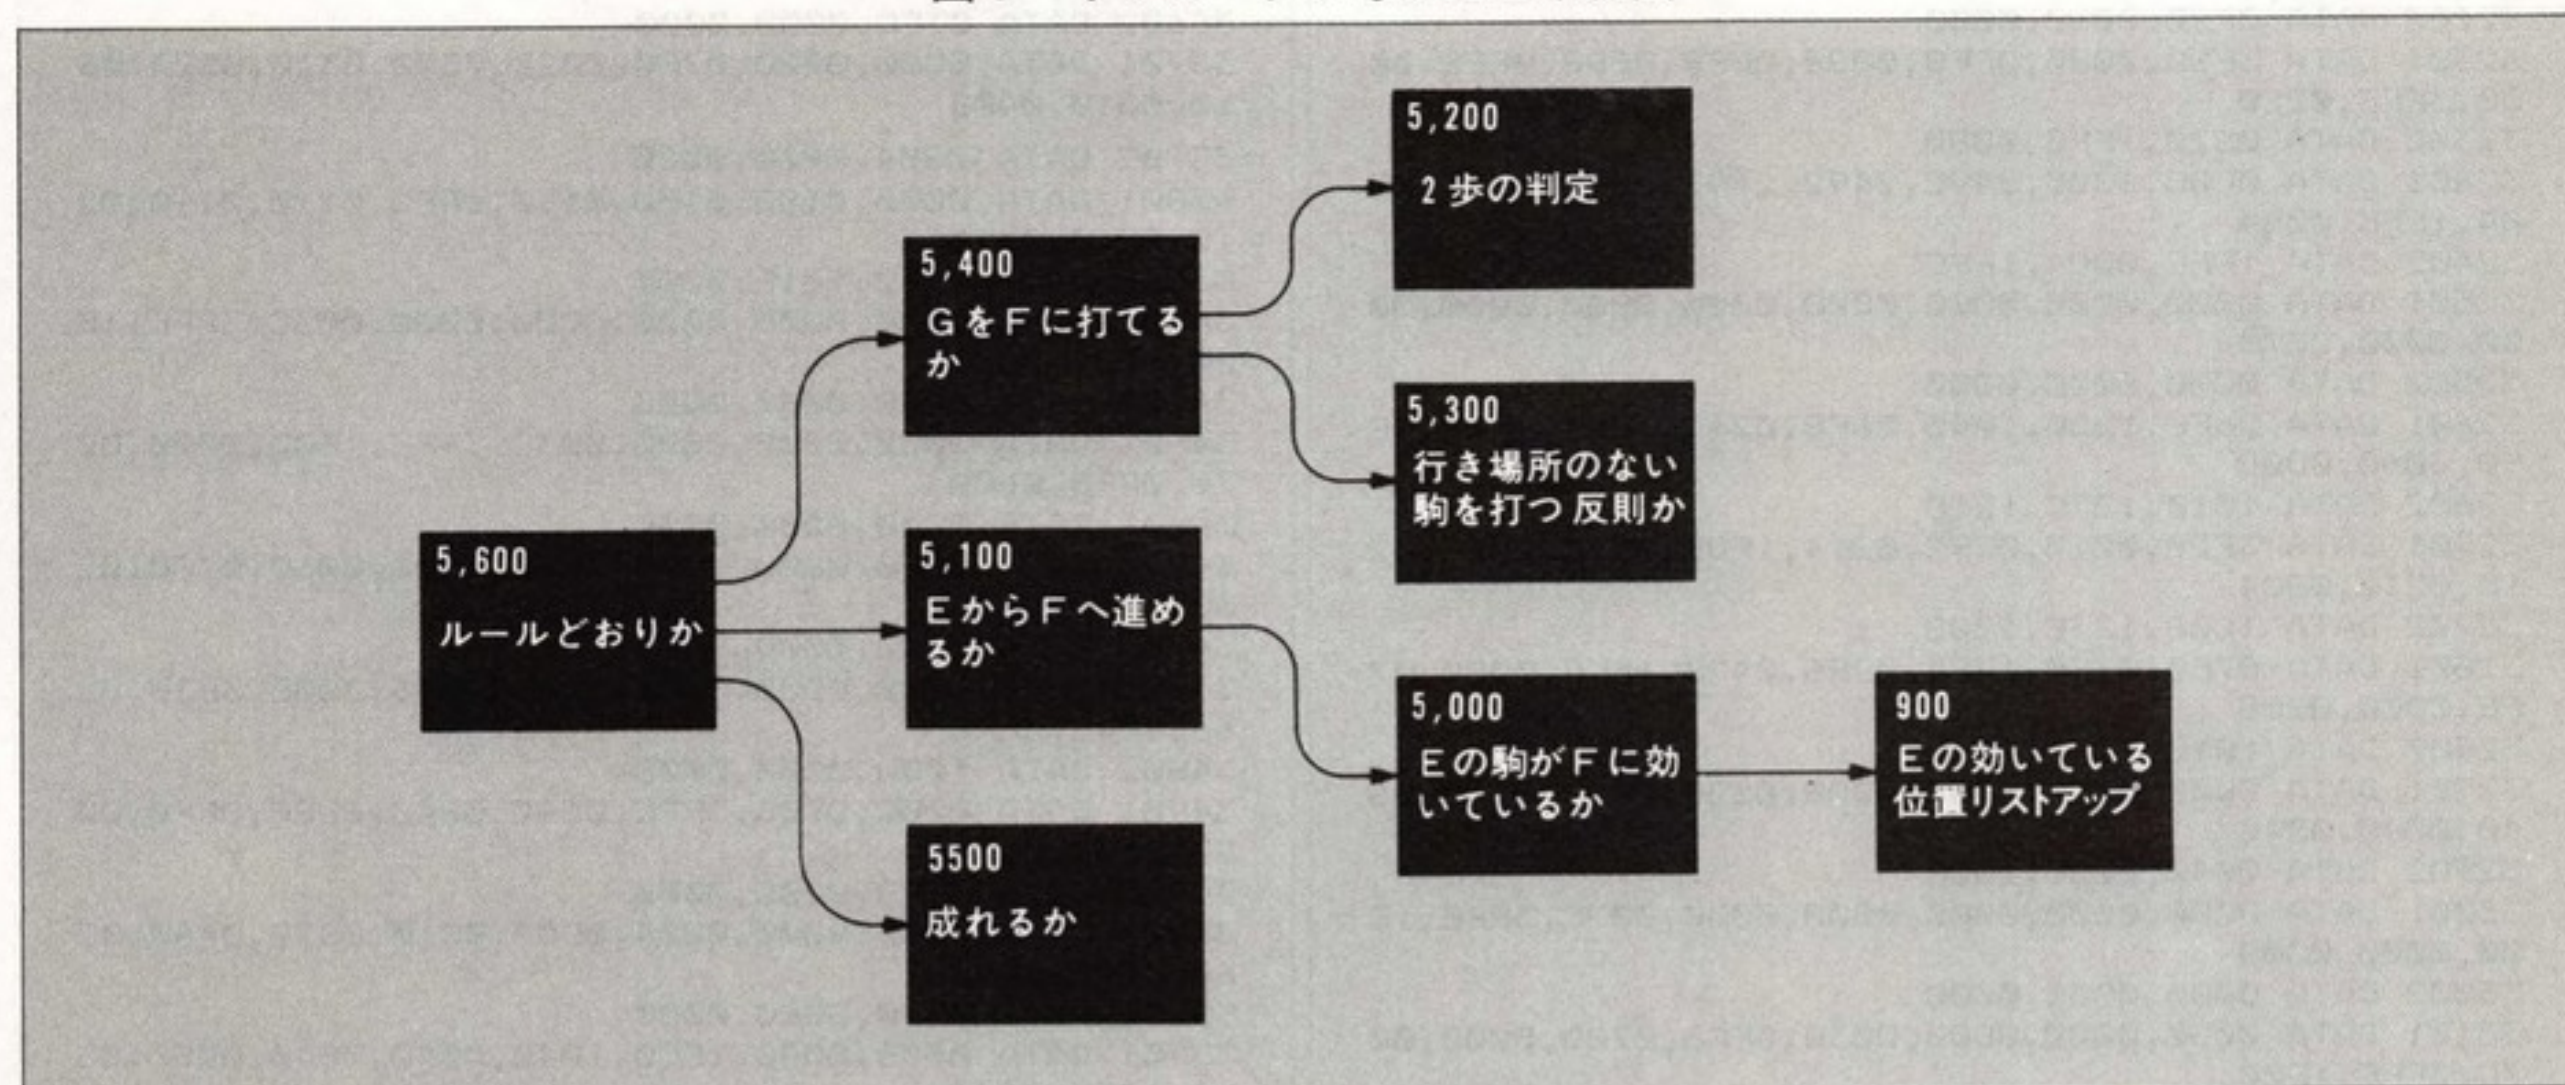 5,200
2歩の判定
5,400
GをFに打てる
か
5,300
行き場所のない
駒を打つ反則か
5,600
ルールどおりか
5,100
EからFへ進め
るか
5,000
Eの駒がFに効
いているか
900
Eの効いている
位置リストアップ
5500
成れるか